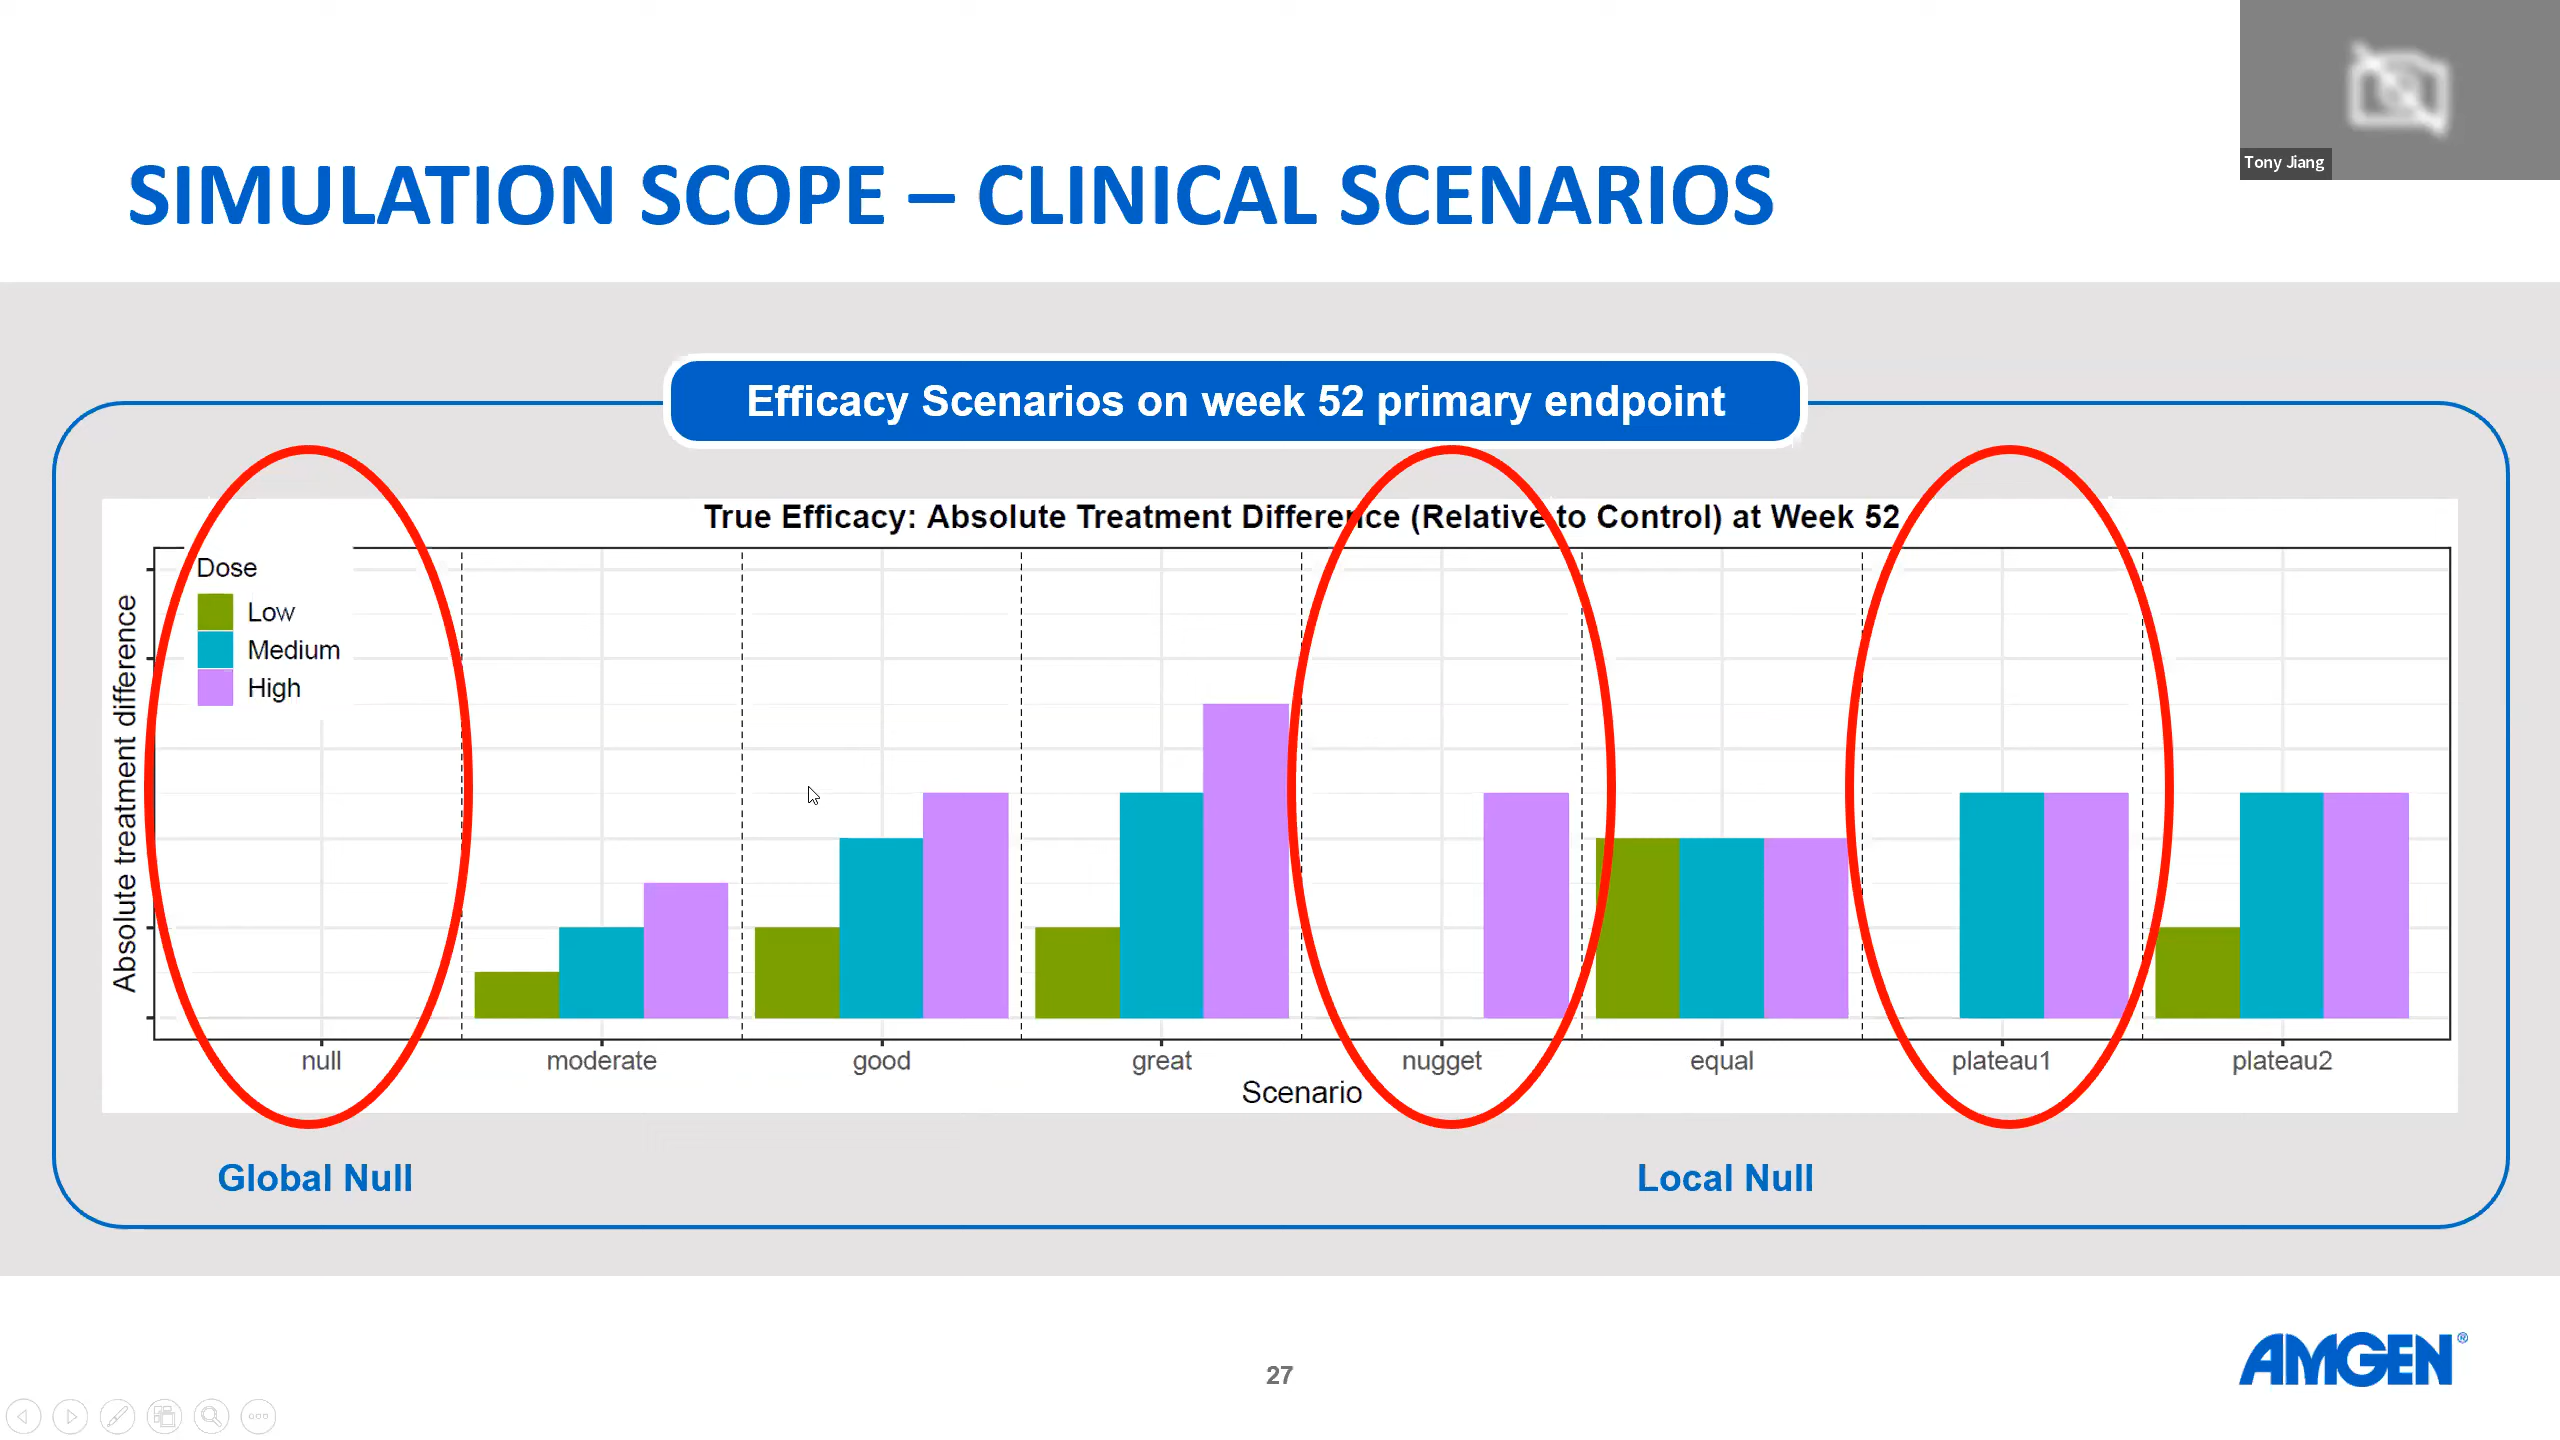 Tony Jiang
SIMULATION SCOPE – CLINICAL SCENARIOS
Efficacy Scenarios on week 52 primary endpoint
True Efficacy: Absolute Treatment Difference (Relative to Control) at Week 52
Absolute treatment difference
Dose
Low
Medium
High
null moderate good great nugget equal plateau1 plateau2
Scenario
Global Null Local Null
27
AMGEN®